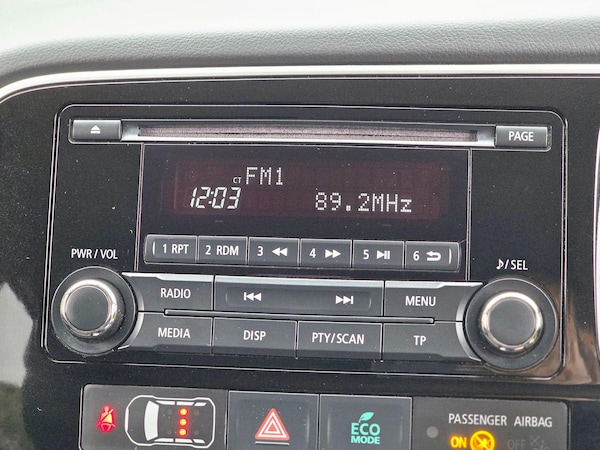 PAGE
CT FM1
12:03 89.2MHz
1 RPT 2 RDM 3 4 5 6
PWR / VOL
♪/SEL
RADIO MENU
MEDIA DISP PTY/SCAN TP
ECO
MODE
PASSENGER AIRBAG
ON OFF